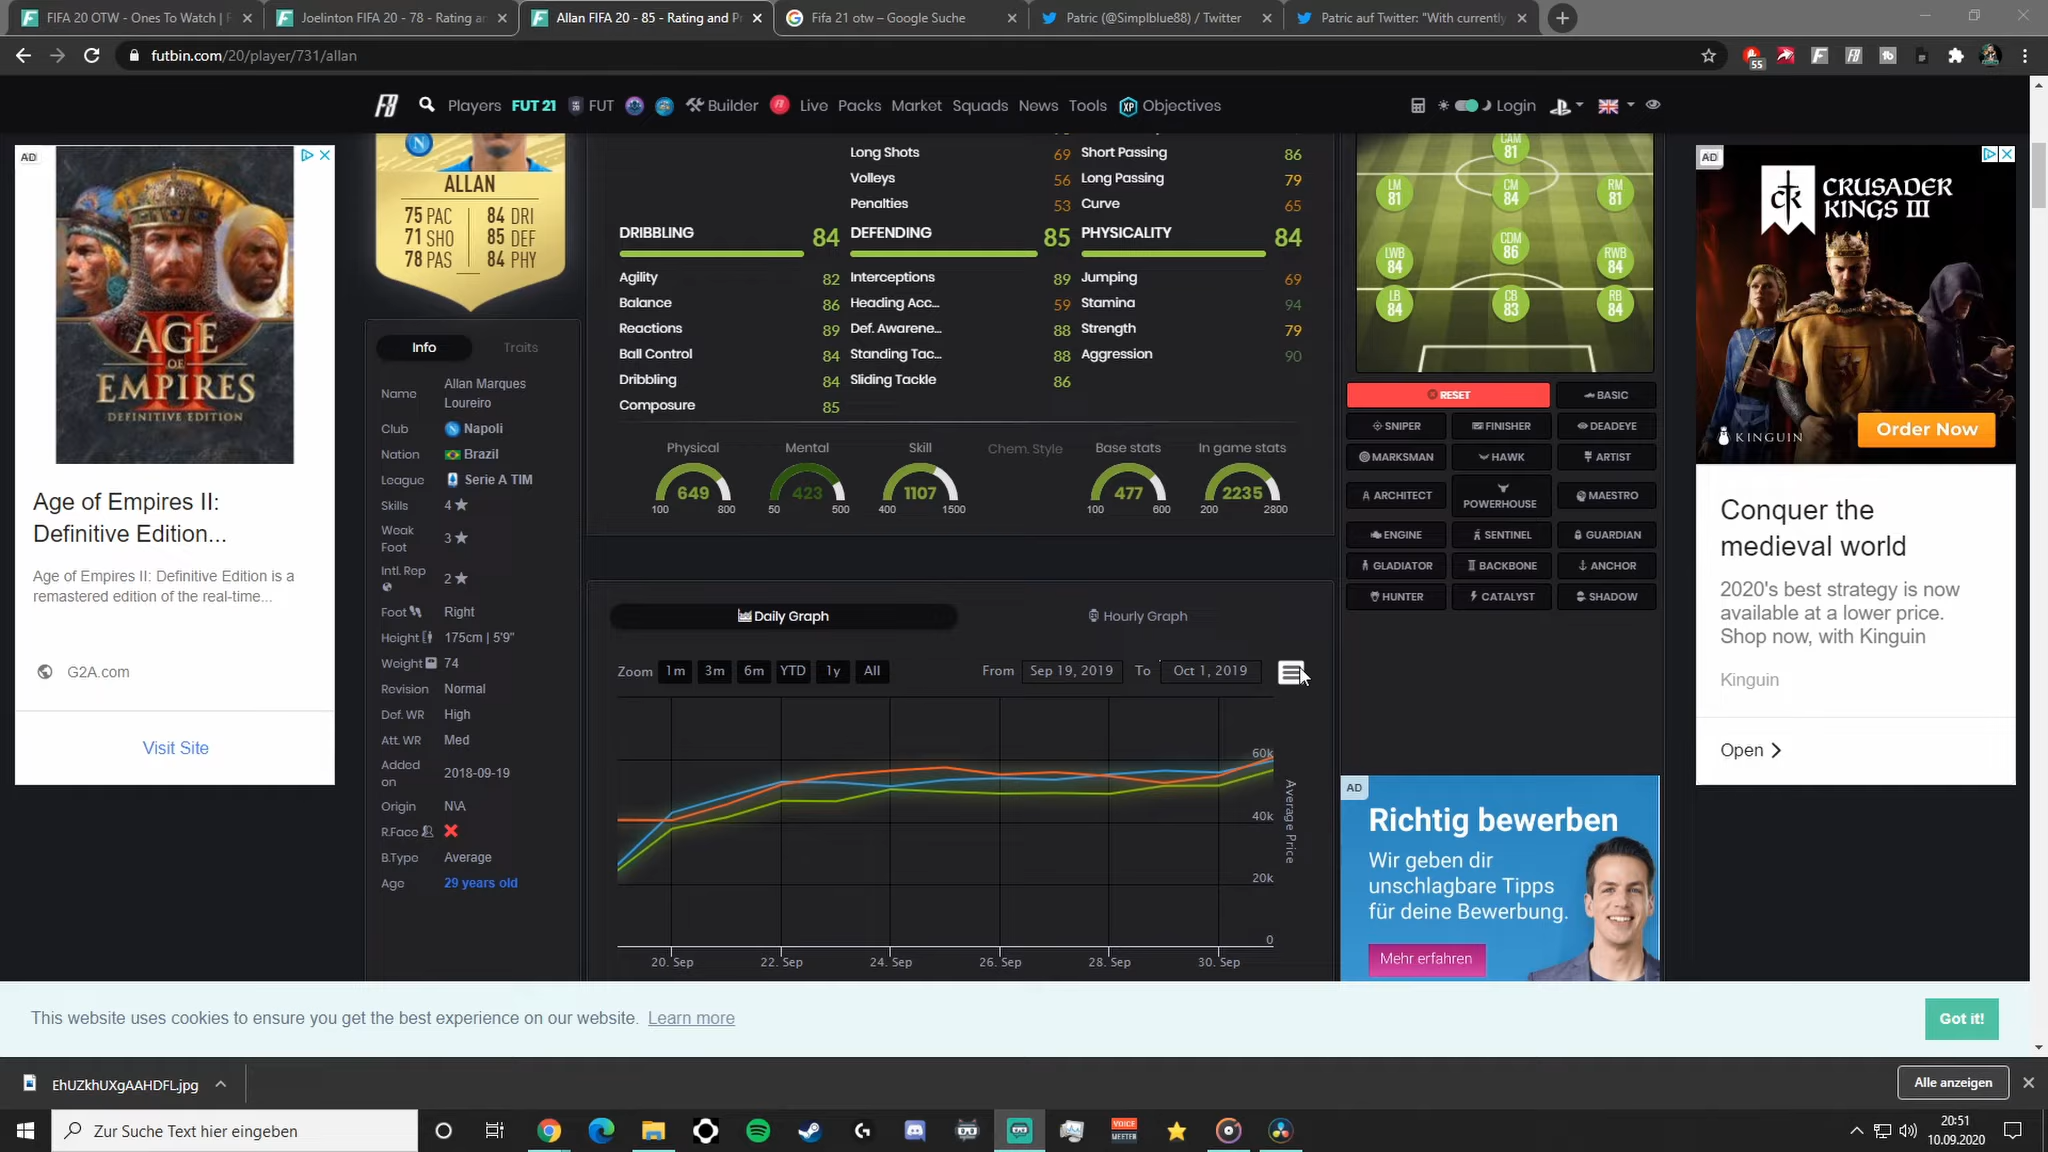 FIFA 20 OTW - Ones To Watch | F
Joelinton FIFA 20 - 78 - Rating an
Allan FIFA 20 - 85 - Rating and P
Fifa 21 otw – Google Suche
Patric (@Simplblue88) / Twitter
Patric auf Twitter: "With currently
futbin.com/20/player/731/allan
55
Players FUT 21 FUT Builder Live Packs Market Squads News Tools Objectives
Login
AD
AGE OF EMPIRES II
DEFINITIVE EDITION
Age of Empires II:
Definitive Edition...
Age of Empires II: Definitive Edition is a
remastered edition of the real-time...
G2A.com
Visit Site
ALLAN
75 PAC 84 DRI
71 SHO 85 DEF
78 PAS 84 PHY
Info Traits
Name Allan Marques Loureiro
Club Napoli
Nation Brazil
League Serie A TIM
Skills 4
Weak Foot 3
Intl. Rep 2
Foot Right
Height 175cm | 5'9"
Weight 74
Revision Normal
Def. WR High
Att. WR Med
Added on 2018-09-19
Origin N\A
R.Face
B.Type Average
Age 29 years old
Long Shots 69 Short Passing 86
Volleys 56 Long Passing 79
Penalties 53 Curve 65
DRIBBLING 84 DEFENDING 85 PHYSICALITY 84
Agility 82 Interceptions 89 Jumping 69
Balance 86 Heading Acc... 59 Stamina 94
Reactions 89 Def. Awarene... 88 Strength 79
Ball Control 84 Standing Tac... 88 Aggression 90
Dribbling 84 Sliding Tackle 86
Composure 85
Physical Mental Skill Chem. Style Base stats In game stats
649 423 1107 477 2235
100 800 50 500 400 1500 100 600 200 2800
Daily Graph Hourly Graph
Zoom 1m 3m 6m YTD 1y All From Sep 19, 2019 To Oct 1, 2019
60k
40k
20k
0
Average Price
20. Sep 22. Sep 24. Sep 26. Sep 28. Sep 30. Sep
CAM 81
LM 81 CM 84 RM 81
CDM 86
LWB 84 RWB 84
LB 84 CB 83 RB 84
RESET BASIC
SNIPER FINISHER DEADEYE
MARKSMAN HAWK ARTIST
ARCHITECT POWERHOUSE MAESTRO
ENGINE SENTINEL GUARDIAN
GLADIATOR BACKBONE ANCHOR
HUNTER CATALYST SHADOW
AD
Richtig bewerben
Wir geben dir
unschlagbare Tipps
für deine Bewerbung.
Mehr erfahren
AD
CRUSADER
KINGS III
KINGUIN
Order Now
Conquer the
medieval world
2020's best strategy is now
available at a lower price.
Shop now, with Kinguin
Kinguin
Open
This website uses cookies to ensure you get the best experience on our website. Learn more
Got it!
EhUZkhUXgAAHDFL.jpg
Alle anzeigen
Zur Suche Text hier eingeben
VOICE
MEETER
20:51
10.09.2020